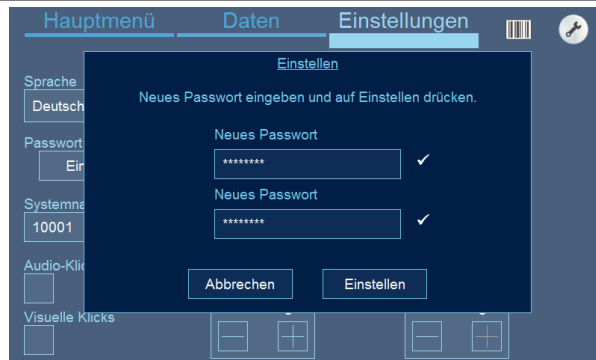 Hauptmenü Daten Einstellungen
Einstellen
Sprache
Neues Passwort eingeben und auf Einstellen drücken.
Deutsch
Neues Passwort
Passwort
********
Neues Passwort
Systemna
********
10001
Audio-Klic
Abbrechen Einstellen
Visuelle Klicks